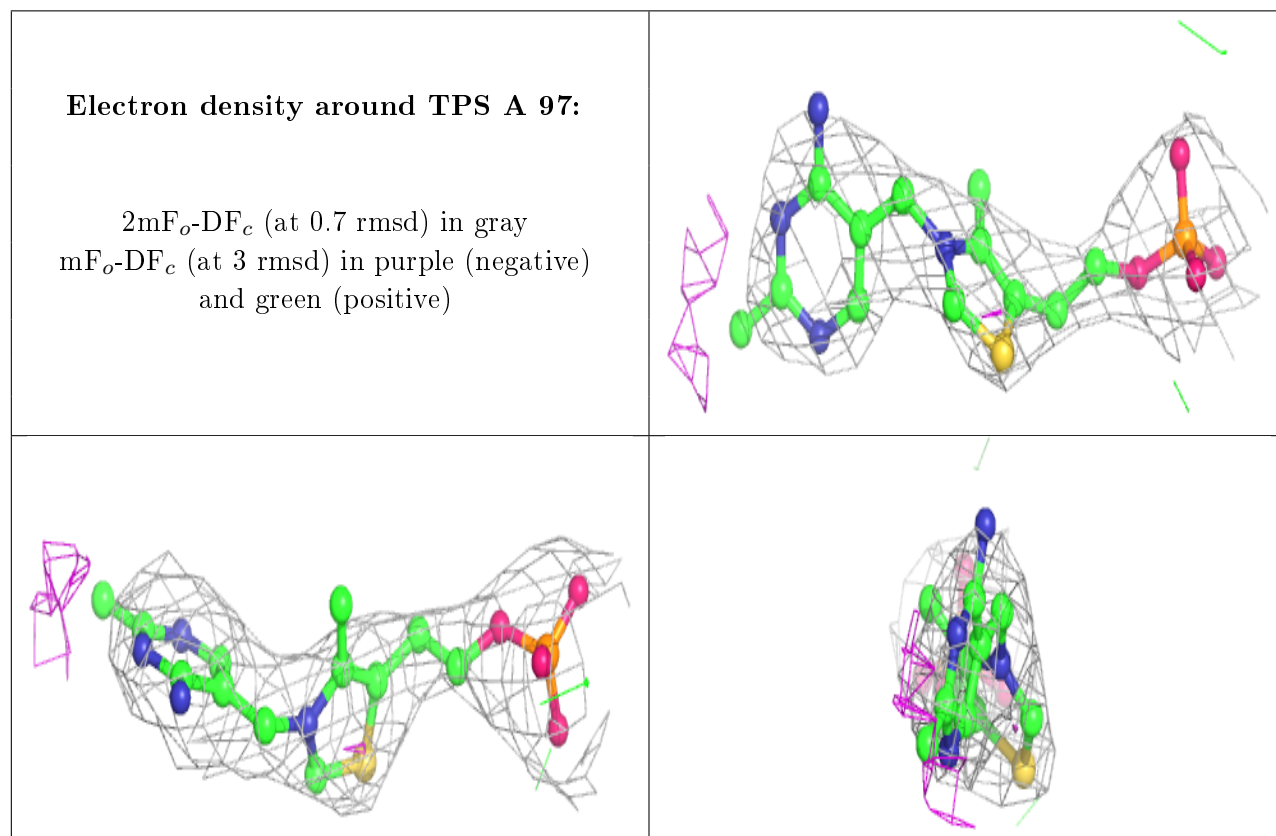 Electron density around TPS A 97:
2mFo-DFc (at 0.7 rmsd) in gray
mFo-DFc (at 3 rmsd) in purple (negative)
and green (positive)